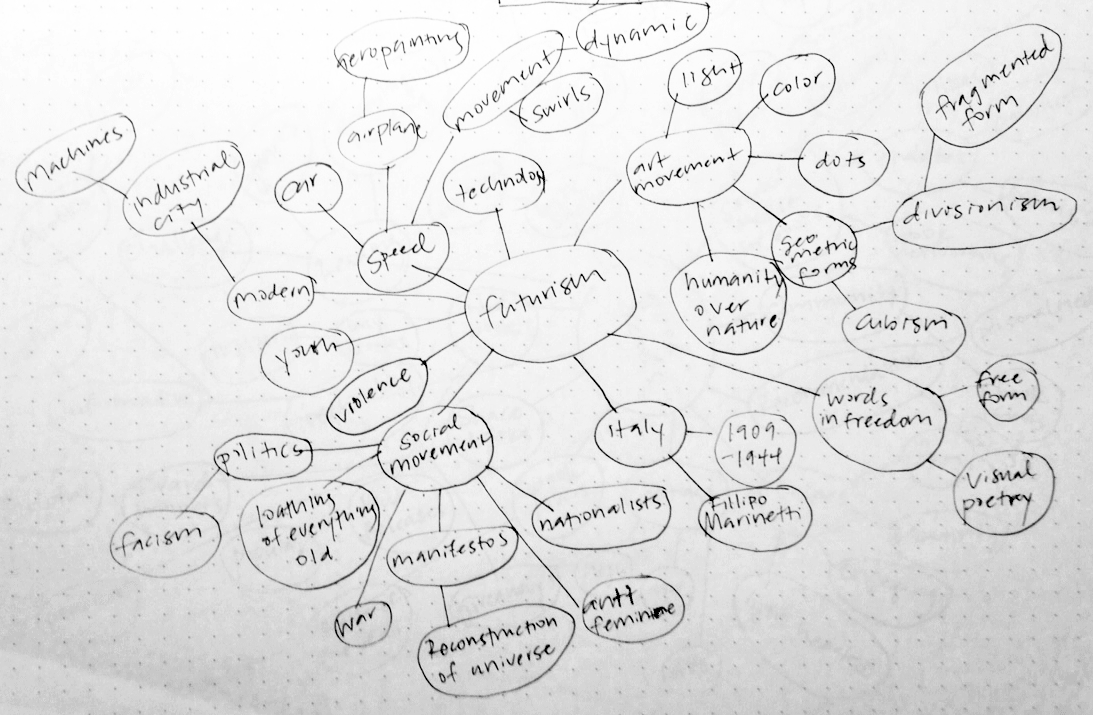 aeropainting
movement
dynamic
swirls
light
color
fragmented
form
machines
industrial
city
airplane
car
technology
art
movement
dots
divisionism
speed
geo
metric
forms
modern
futurism
humanity
over
nature
cubism
youth
violence
words
in freedom
free
form
politics
social
movement
italy
1909
-1944
visual
poetry
facism
loathing
of everything
old
manifestos
nationalists
Fillipo
Marinetti
war
Reconstruction
of universe
anti
feminine